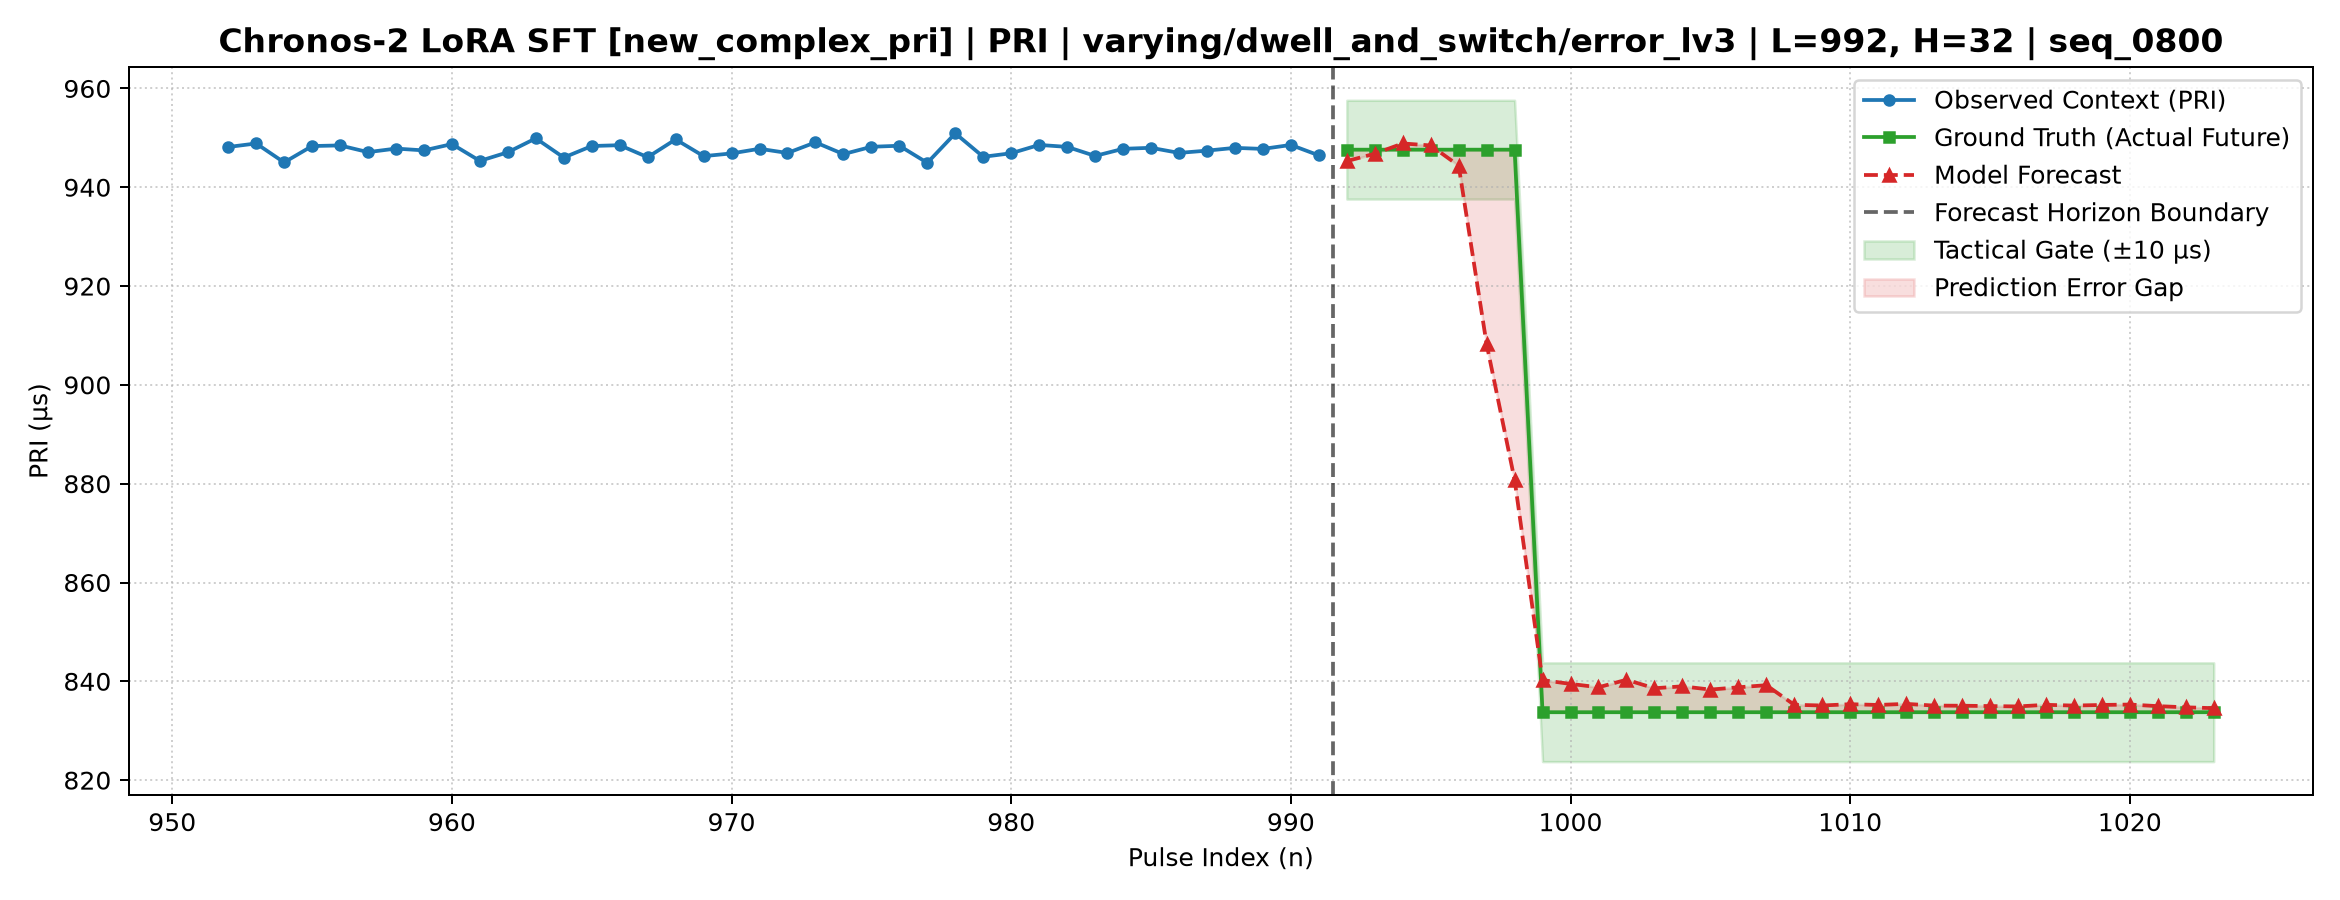 Chronos-2 LoRA SFT [new_complex_pri] | PRI | varying/dwell_and_switch/error_lv3 | L=992, H=32 | seq_0800
PRI (µs)
960
940
920
900
880
860
840
820
Observed Context (PRI)
Ground Truth (Actual Future)
Model Forecast
Forecast Horizon Boundary
Tactical Gate (±10 µs)
Prediction Error Gap
950 960 970 980 990 1000 1010 1020
Pulse Index (n)